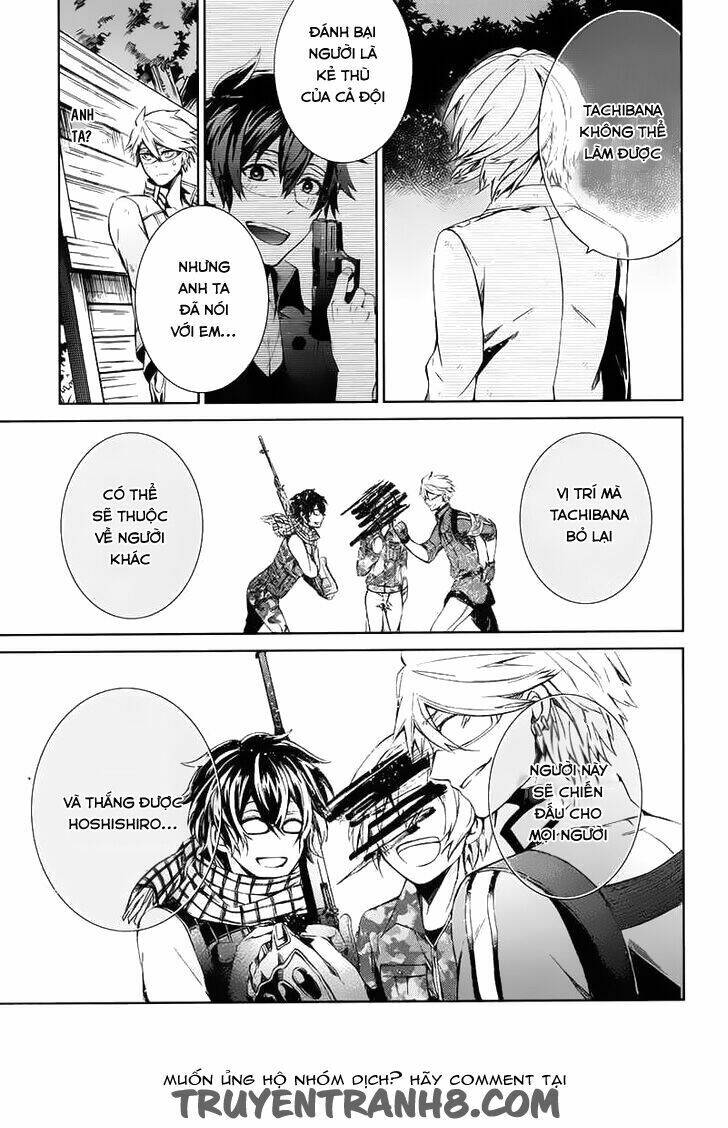 TACHIBANA
KHÔNG THỂ
LÀM ĐƯỢC
ĐÁNH BẠI
NGƯỜI LÀ
KẺ THÙ
CỦA CẢ ĐỘI
NHƯNG
ANH TA
ĐÃ NÓI
VỚI EM...
ANH
TA?
VỊ TRÍ MÀ
TACHIBANA
BỎ LẠI
CÓ THỂ
SẼ THUỘC
VỀ NGƯỜI
KHÁC
NGƯỜI NÀY
SẼ CHIẾN
ĐẤU CHO
MỌI NGƯỜI
VÀ THẮNG ĐƯỢC
HOSHISHIRO...
MUỐN ỦNG HỘ NHÓM DỊCH? HÃY COMMENT TẠI
TRUYENTRANH8.COM